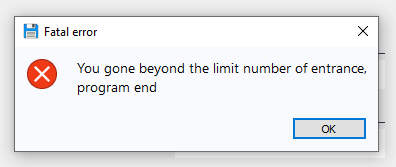 Fatal error
You gone beyond the limit number of entrance,
program end
OK